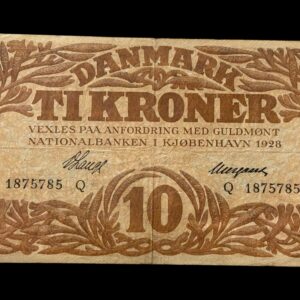 DANMARK
TI KRONER
VEXLES PAA ANFORDRING MED GULDMØNT
NATIONALBANKEN I KJØBENHAVN 1928
1875785 Q
Q 1875785
10